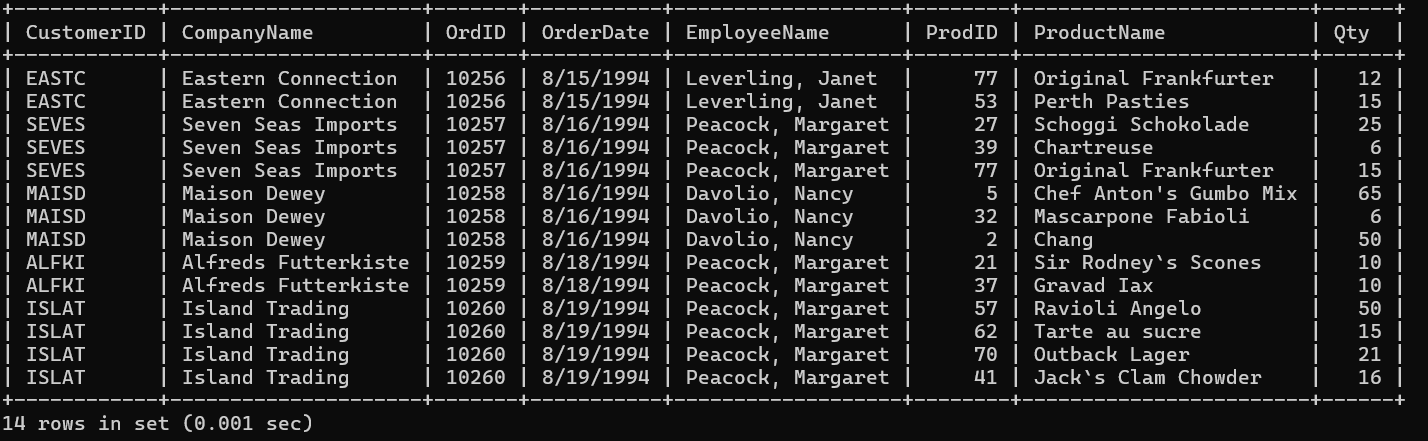 +------------+--------------------+-------+-----------+--------------------+--------+------------------------+------+
| CustomerID | CompanyName        | OrdID | OrderDate | EmployeeName       | ProdID | ProductName            | Qty  |
+------------+--------------------+-------+-----------+--------------------+--------+------------------------+------+
| EASTC      | Eastern Connection  | 10256 | 8/15/1994 | Leverling, Janet   |     77 | Original Frankfurter   |   12 |
| EASTC      | Eastern Connection  | 10256 | 8/15/1994 | Leverling, Janet   |     53 | Perth Pasties          |   15 |
| SEVES      | Seven Seas Imports  | 10257 | 8/16/1994 | Peacock, Margaret |     27 | Schoggi Schokolade     |   25 |
| SEVES      | Seven Seas Imports  | 10257 | 8/16/1994 | Peacock, Margaret |     39 | Chartreuse             |    6 |
| SEVES      | Seven Seas Imports  | 10257 | 8/16/1994 | Peacock, Margaret |     77 | Original Frankfurter   |   15 |
| MAISD      | Maison Dewey        | 10258 | 8/16/1994 | Davolio, Nancy    |      5 | Chef Anton's Gumbo Mix |   65 |
| MAISD      | Maison Dewey        | 10258 | 8/16/1994 | Davolio, Nancy    |     32 | Mascarpone Fabioli     |    6 |
| MAISD      | Maison Dewey        | 10258 | 8/16/1994 | Davolio, Nancy    |      2 | Chang                  |   50 |
| ALFKI      | Alfreds Futterkiste | 10259 | 8/18/1994 | Peacock, Margaret |     21 | Sir Rodney`s Scones    |   10 |
| ALFKI      | Alfreds Futterkiste | 10259 | 8/18/1994 | Peacock, Margaret |     37 | Gravad Iax             |   10 |
| ISLAT      | Island Trading      | 10260 | 8/19/1994 | Peacock, Margaret |     57 | Ravioli Angelo         |   50 |
| ISLAT      | Island Trading      | 10260 | 8/19/1994 | Peacock, Margaret |     62 | Tarte au sucre         |   15 |
| ISLAT      | Island Trading      | 10260 | 8/19/1994 | Peacock, Margaret |     70 | Outback Lager          |   21 |
| ISLAT      | Island Trading      | 10260 | 8/19/1994 | Peacock, Margaret |     41 | Jack`s Clam Chowder    |   16 |
+------------+--------------------+-------+-----------+--------------------+--------+------------------------+------+
14 rows in set (0.001 sec)